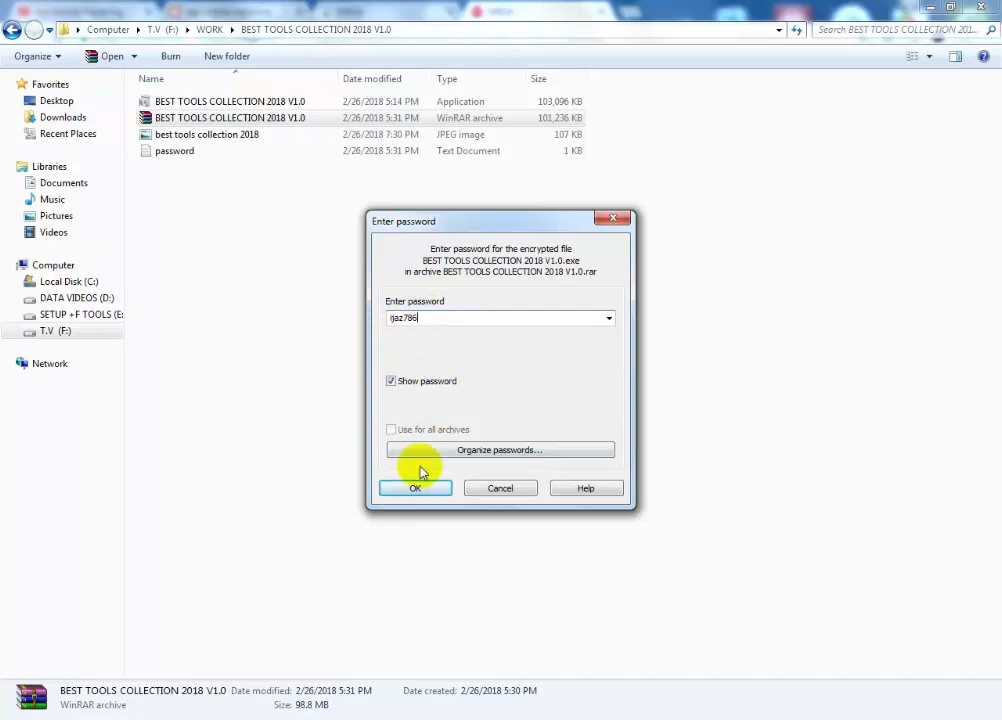 Computer ▸ T.V (F:) ▸ WORK ▸ BEST TOOLS COLLECTION 2018 V1.0
Search BEST TOOLS COLLECTION 201...
Organize
Open
Burn
New folder
Name
Date modified
Type
Size
Favorites
Desktop
Downloads
Recent Places
Libraries
Documents
Music
Pictures
Videos
Computer
Local Disk (C:)
DATA VIDEOS (D:)
SETUP +F TOOLS (E:
T.V (F:)
Network
BEST TOOLS COLLECTION 2018 V1.0 2/26/2018 5:14 PM Application 103,096 KB
BEST TOOLS COLLECTION 2018 V1.0 2/26/2018 5:31 PM WinRAR archive 101,236 KB
best tools collection 2018 2/26/2018 7:30 PM JPEG image 107 KB
password 2/26/2018 5:31 PM Text Document 1 KB
Enter password
Enter password for the encrypted file
BEST TOOLS COLLECTION 2018 V1.0.exe
in archive BEST TOOLS COLLECTION 2018 V1.0.rar
Enter password
ijaz786
Show password
Use for all archives
Organize passwords...
OK
Cancel
Help
BEST TOOLS COLLECTION 2018 V1.0 Date modified: 2/26/2018 5:31 PM Date created: 2/26/2018 5:30 PM
WinRAR archive Size: 98.8 MB